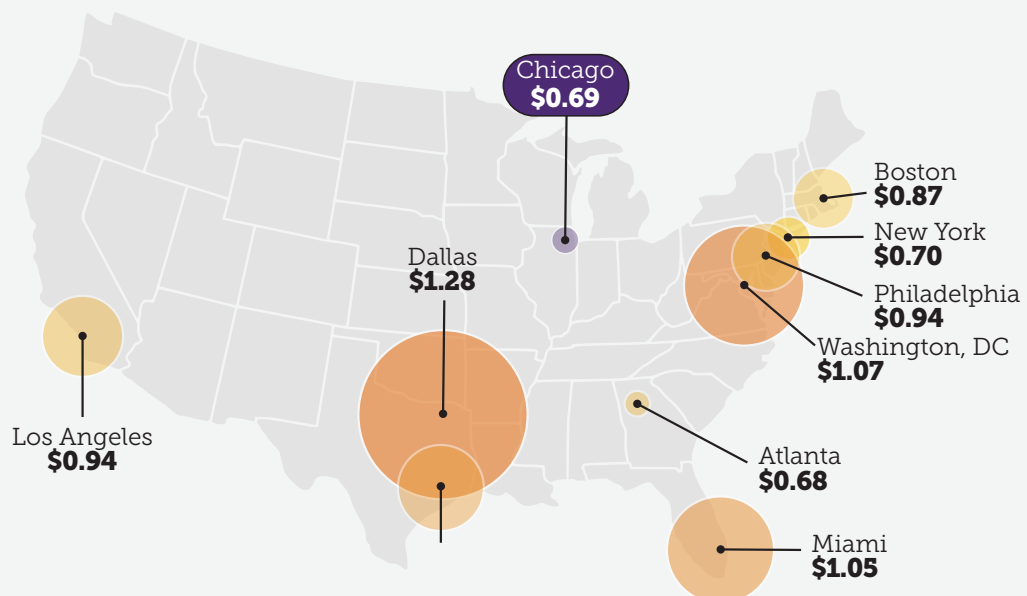 Chicago
$0.69
Boston
$0.87
New York
$0.70
Dallas
$1.28
Philadelphia
$0.94
Washington, DC
$1.07
Los Angeles
$0.94
Atlanta
$0.68
Miami
$1.05